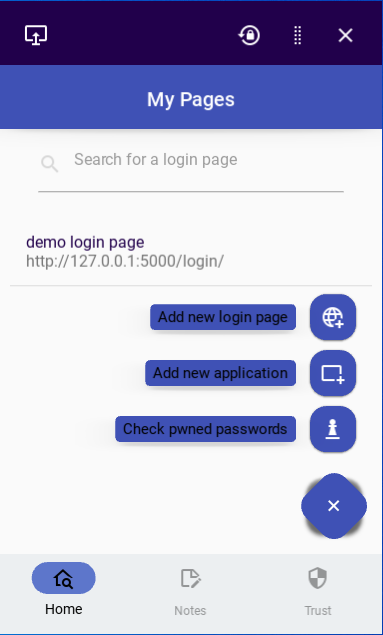 My Pages
Search for a login page
demo login page
http://127.0.0.1:5000/login/
Add new login page
Add new application
Check pwned passwords
Home
Notes
Trust